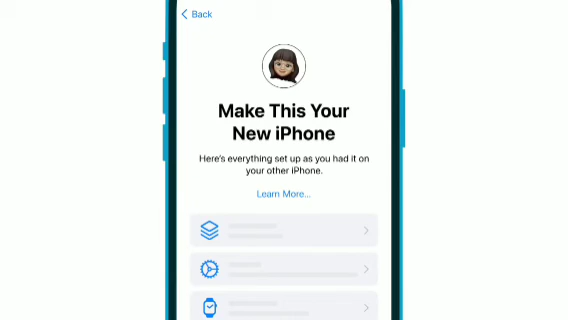 Back
Make This Your
New iPhone
Here's everything set up as you had it on
your other iPhone.
Learn More...